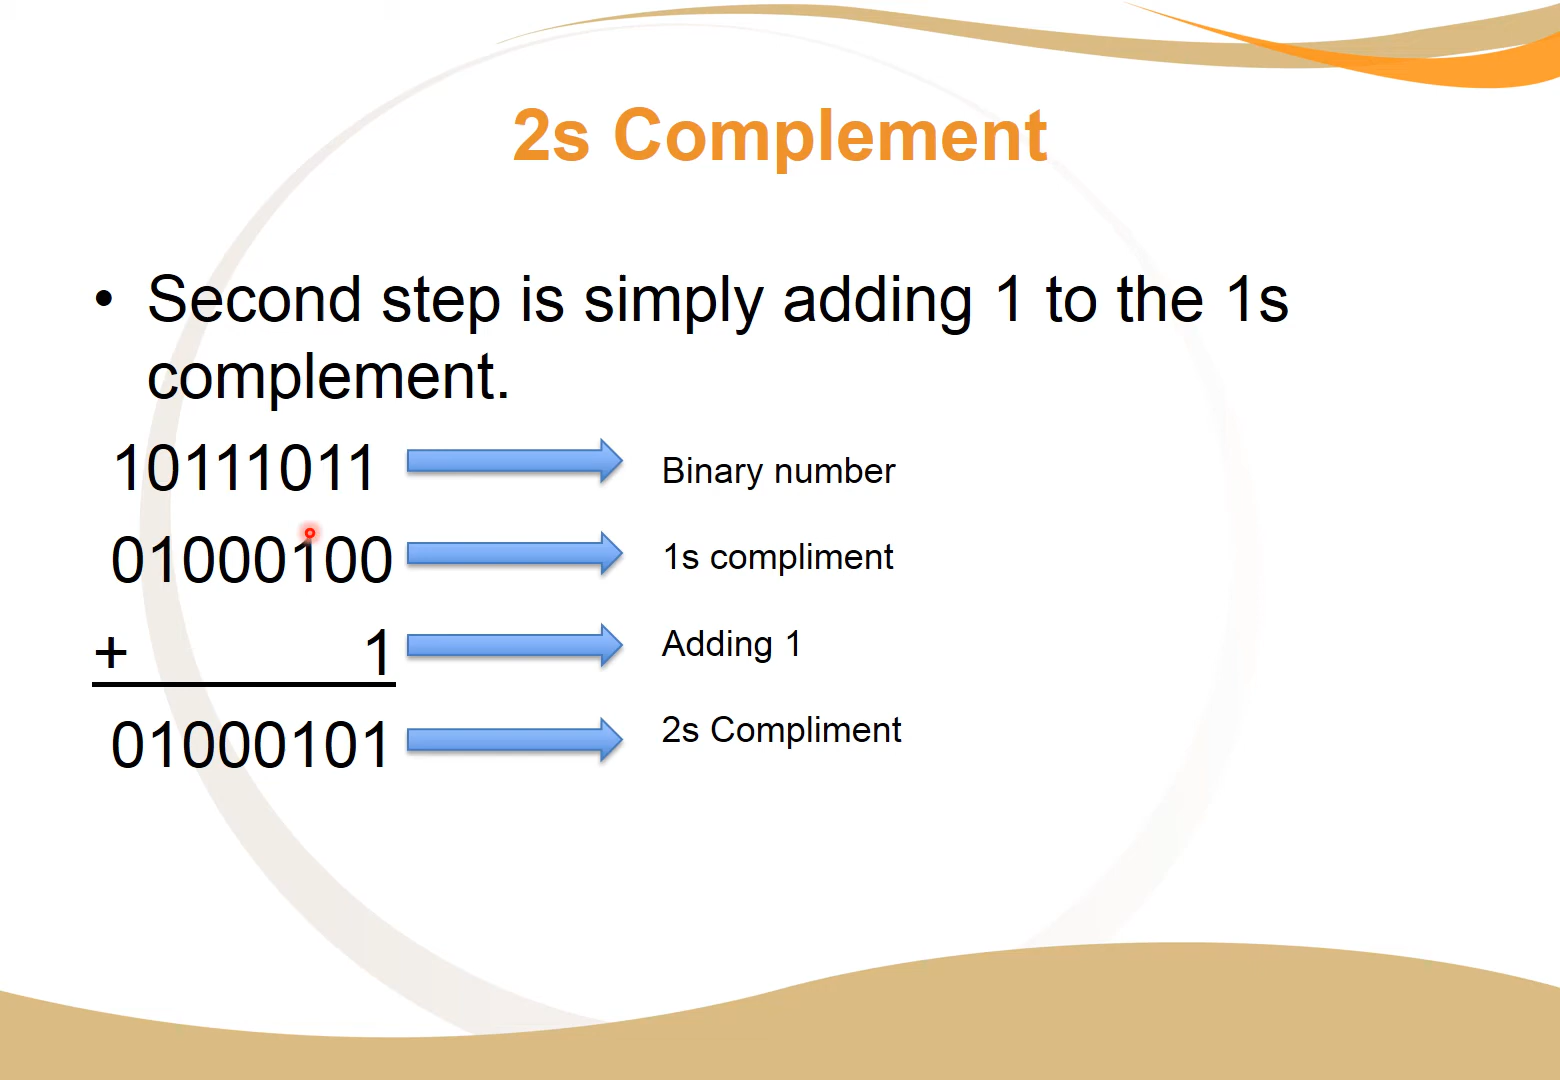 2s Complement
• Second step is simply adding 1 to the 1s
complement.
10111011 Binary number
01000100 1s compliment
+ 1 Adding 1
01000101 2s Compliment